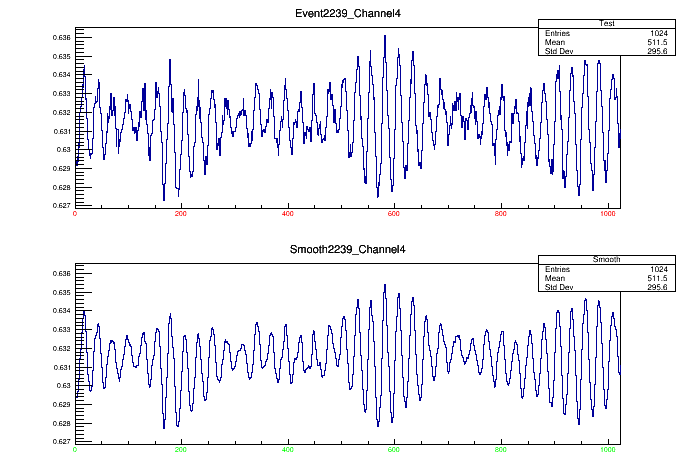 Event2239_Channel4
Test
Entries 1024
Mean 511.5
Std Dev 295.6
0.636
0.635
0.634
0.633
0.632
0.631
0.63
0.629
0.628
0.627
0 200 400 600 800 1000
Smooth2239_Channel4
Smooth
Entries 1024
Mean 511.5
Std Dev 295.6
0.636
0.635
0.634
0.633
0.632
0.631
0.63
0.629
0.628
0.627
0 200 400 600 800 1000